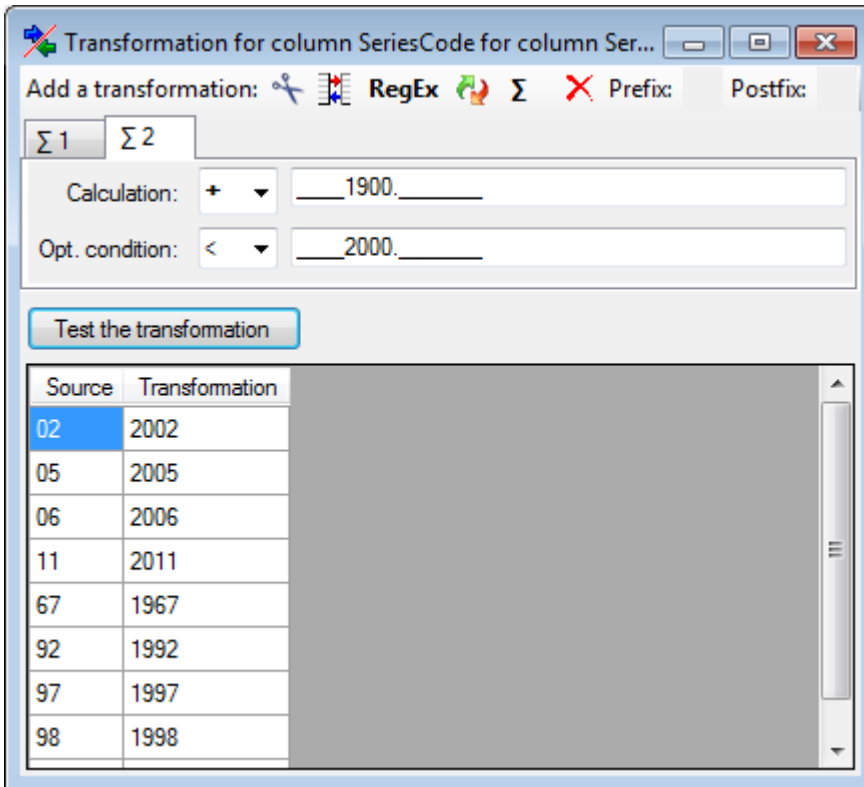 Transformation for column SeriesCode for column Ser...
Add a transformation: RegEx Σ Prefix: Postfix:
Σ 1 Σ 2
Calculation: + ____1900._______
Opt. condition: < ____2000._______
Test the transformation
Source Transformation
02 2002
05 2005
06 2006
11 2011
67 1967
92 1992
97 1997
98 1998